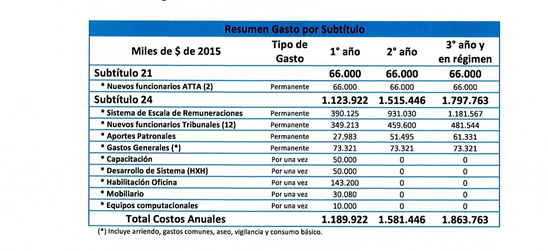 Resumen Gasto por Subtítulo
Miles de $ de 2015 Tipo de Gasto 1° año 2° año 3° año y en régimen
Subtítulo 21 66.000 66.000 66.000
* Nuevos funcionarios ATTA (2) Permanente 66.000 66.000 66.000
Subtítulo 24 1.123.922 1.515.446 1.797.763
* Sistema de Escala de Remuneraciones Permanente 390.125 931.030 1.181.567
* Nuevos funcionarios Tribunales (12) Permanente 349.213 459.600 481.544
* Aportes Patronales Permanente 27.983 51.495 61.331
* Gastos Generales (*) Permanente 73.321 73.321 73.321
* Capacitación Por una vez 50.000 0 0
* Desarrollo de Sistema (HXH) Por una vez 50.000 0 0
* Habilitación Oficina Por una vez 143.200 0 0
* Mobiliario Por una vez 30.080 0 0
* Equipos computacionales Por una vez 10.000 0 0
Total Costos Anuales 1.189.922 1.581.446 1.863.763
(*) Incluye arriendo, gastos comunes, aseo, vigilancia y consumo básico.